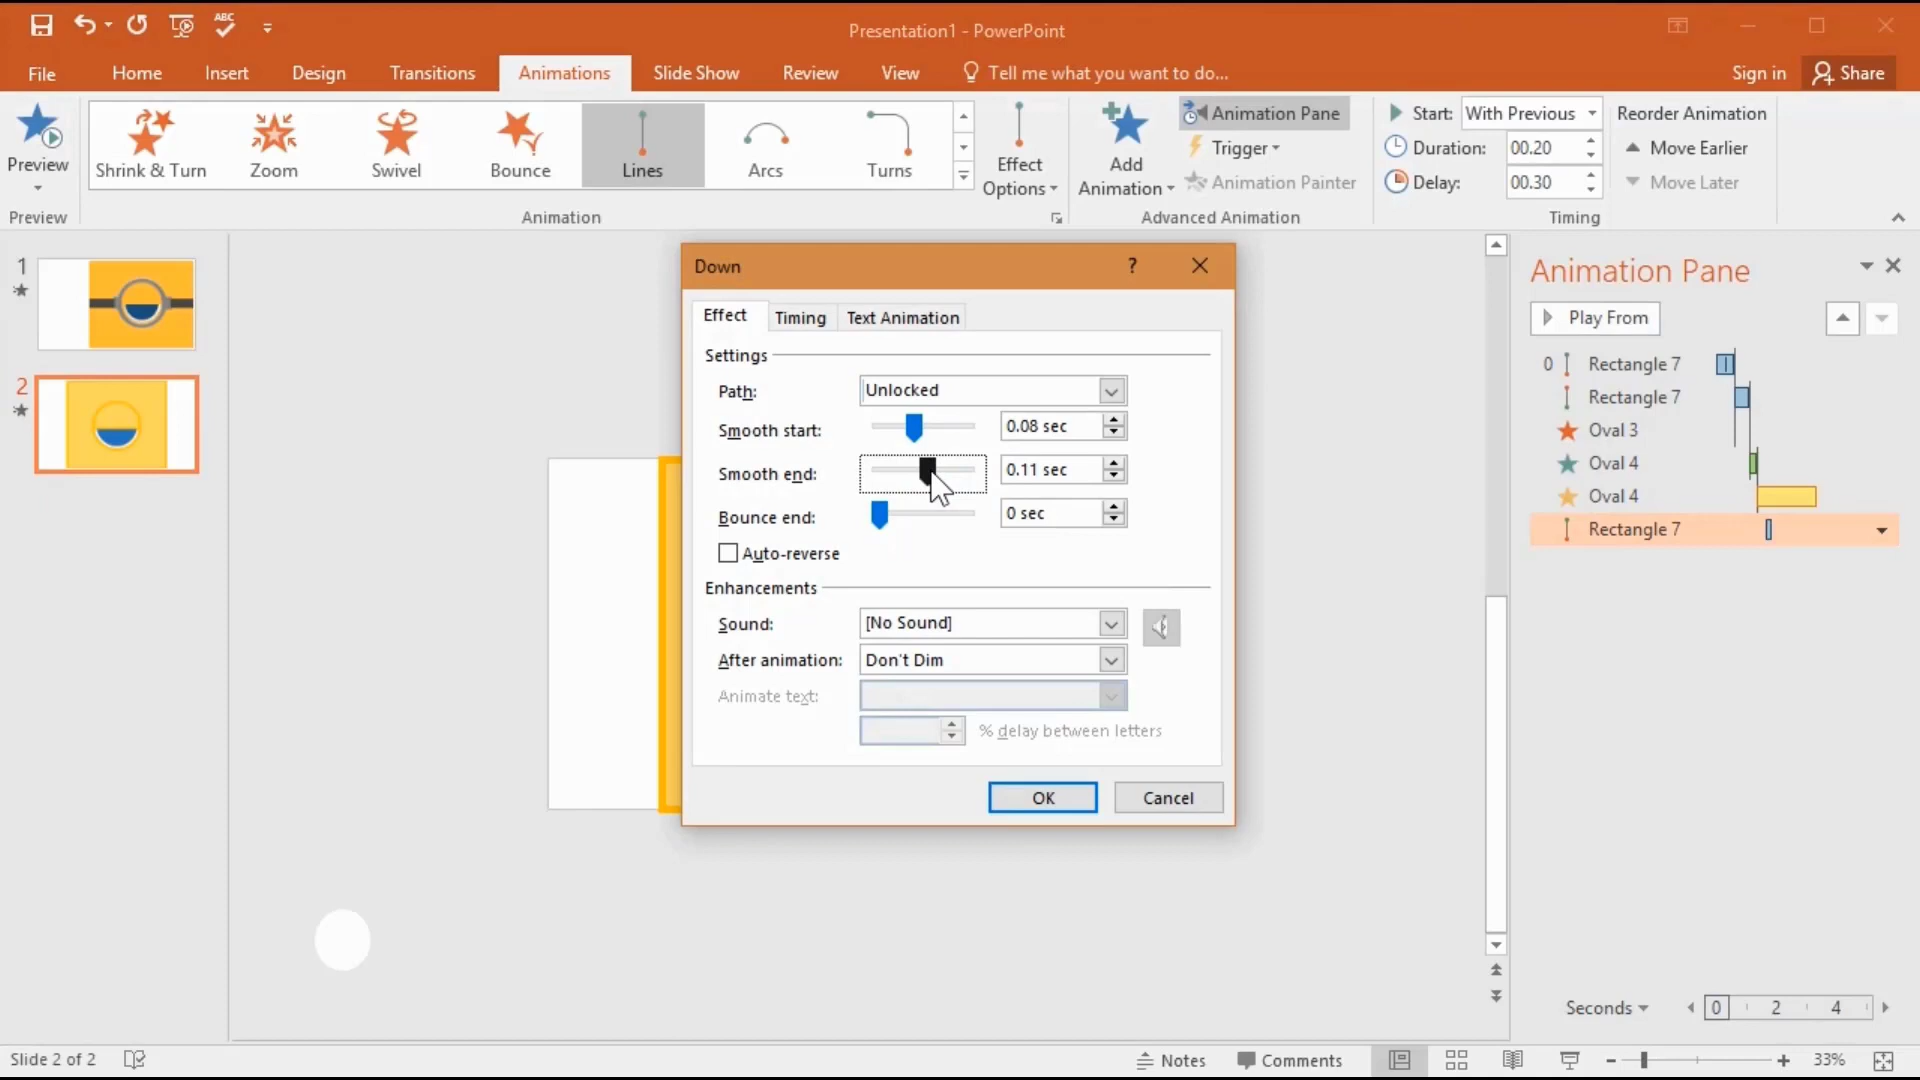 ABC
Presentation1 - PowerPoint
File Home Insert Design Transitions Animations Slide Show Review View Tell me what you want to do... Sign in Share
Preview
Shrink & Turn Zoom Swivel Bounce Lines Arcs Turns
Effect Options
Add Animation
Animation Pane
Trigger
Animation Painter
Start: With Previous
Duration: 00.20
Delay: 00.30
Reorder Animation
Move Earlier
Move Later
Preview Animation Advanced Animation Timing
1
2
Down ?
Effect Timing Text Animation
Settings
Path: Unlocked
Smooth start: 0.08 sec
Smooth end: 0.11 sec
Bounce end: 0 sec
Auto-reverse
Enhancements
Sound: [No Sound]
After animation: Don't Dim
Animate text:
% delay between letters
OK Cancel
Animation Pane
Play From
0 Rectangle 7
Rectangle 7
Oval 3
Oval 4
Oval 4
Rectangle 7
Seconds 0 2 4
Slide 2 of 2 Notes Comments 33%